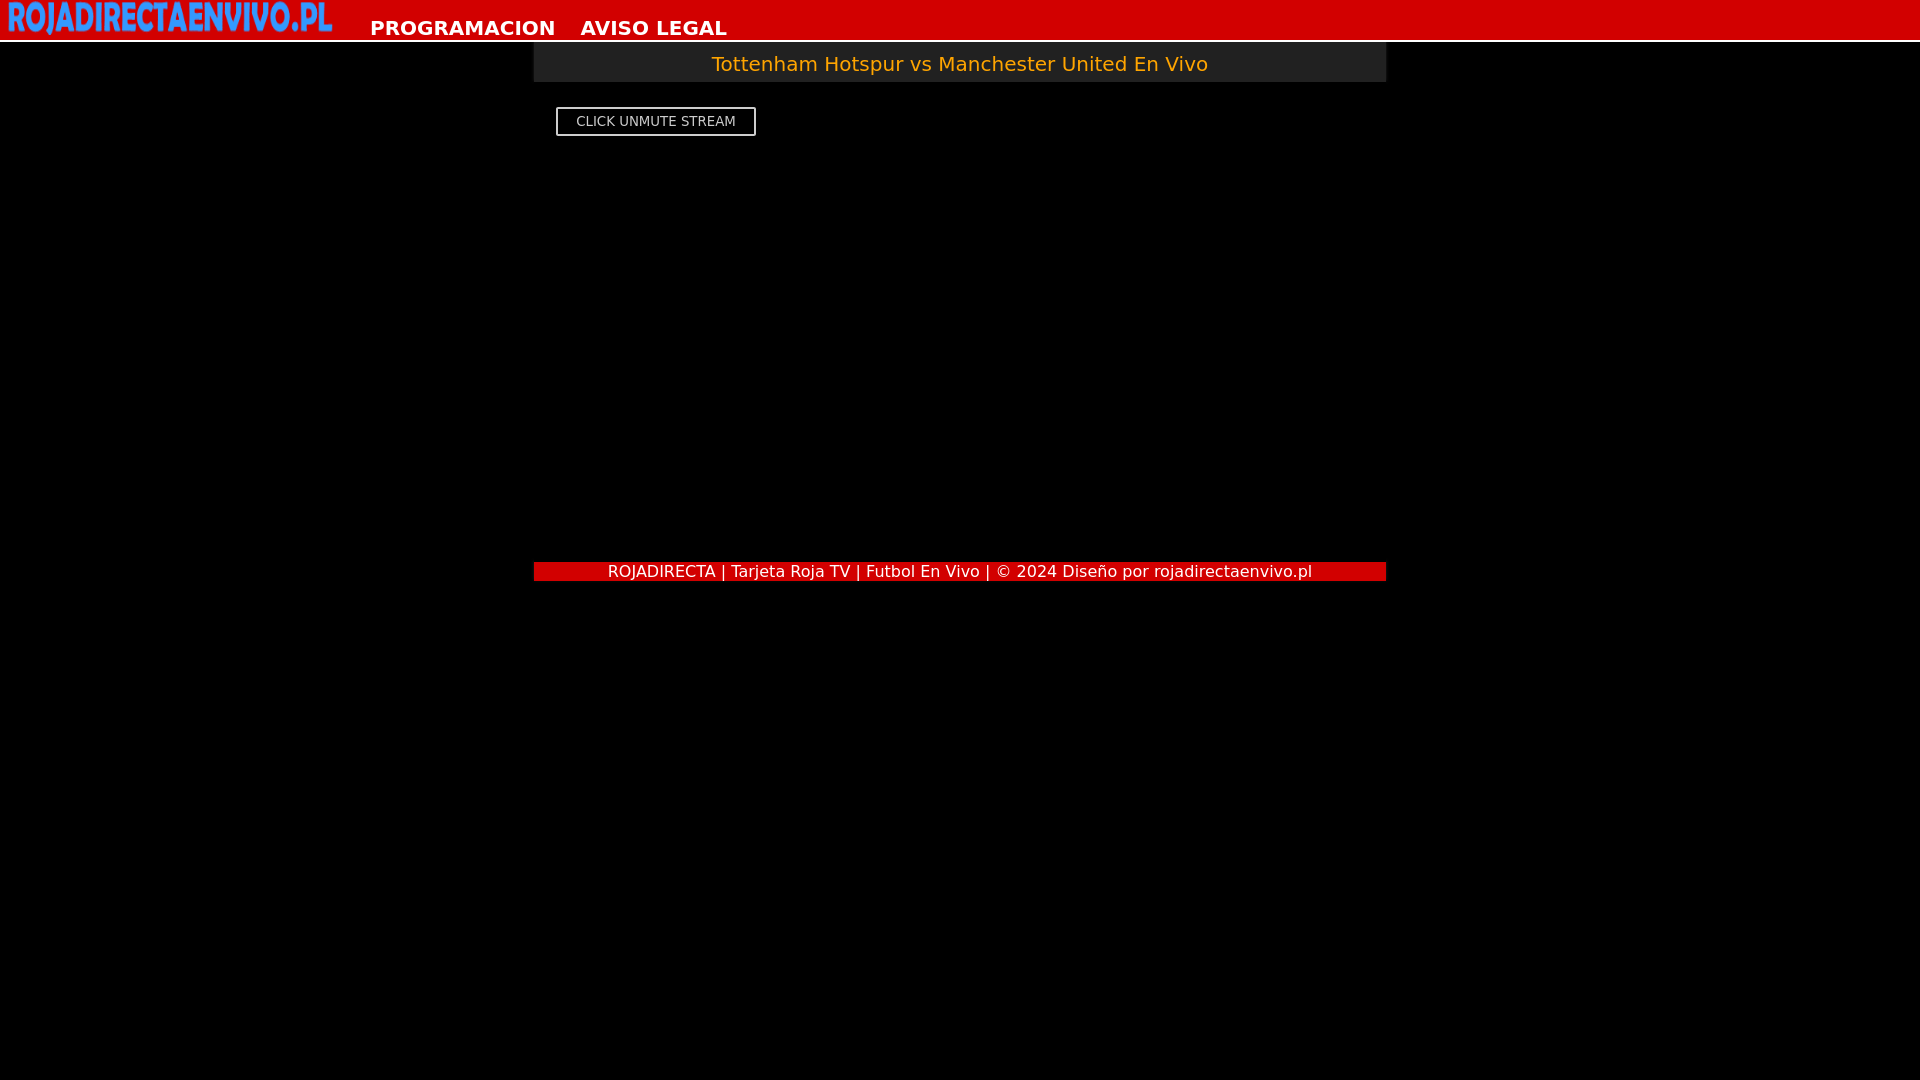 ROJADIRECTAENVIVO.PL
PROGRAMACION AVISO LEGAL
Tottenham Hotspur vs Manchester United En Vivo
CLICK UNMUTE STREAM
ROJADIRECTA | Tarjeta Roja TV | Futbol En Vivo | © 2024 Diseño por rojadirectaenvivo.pl